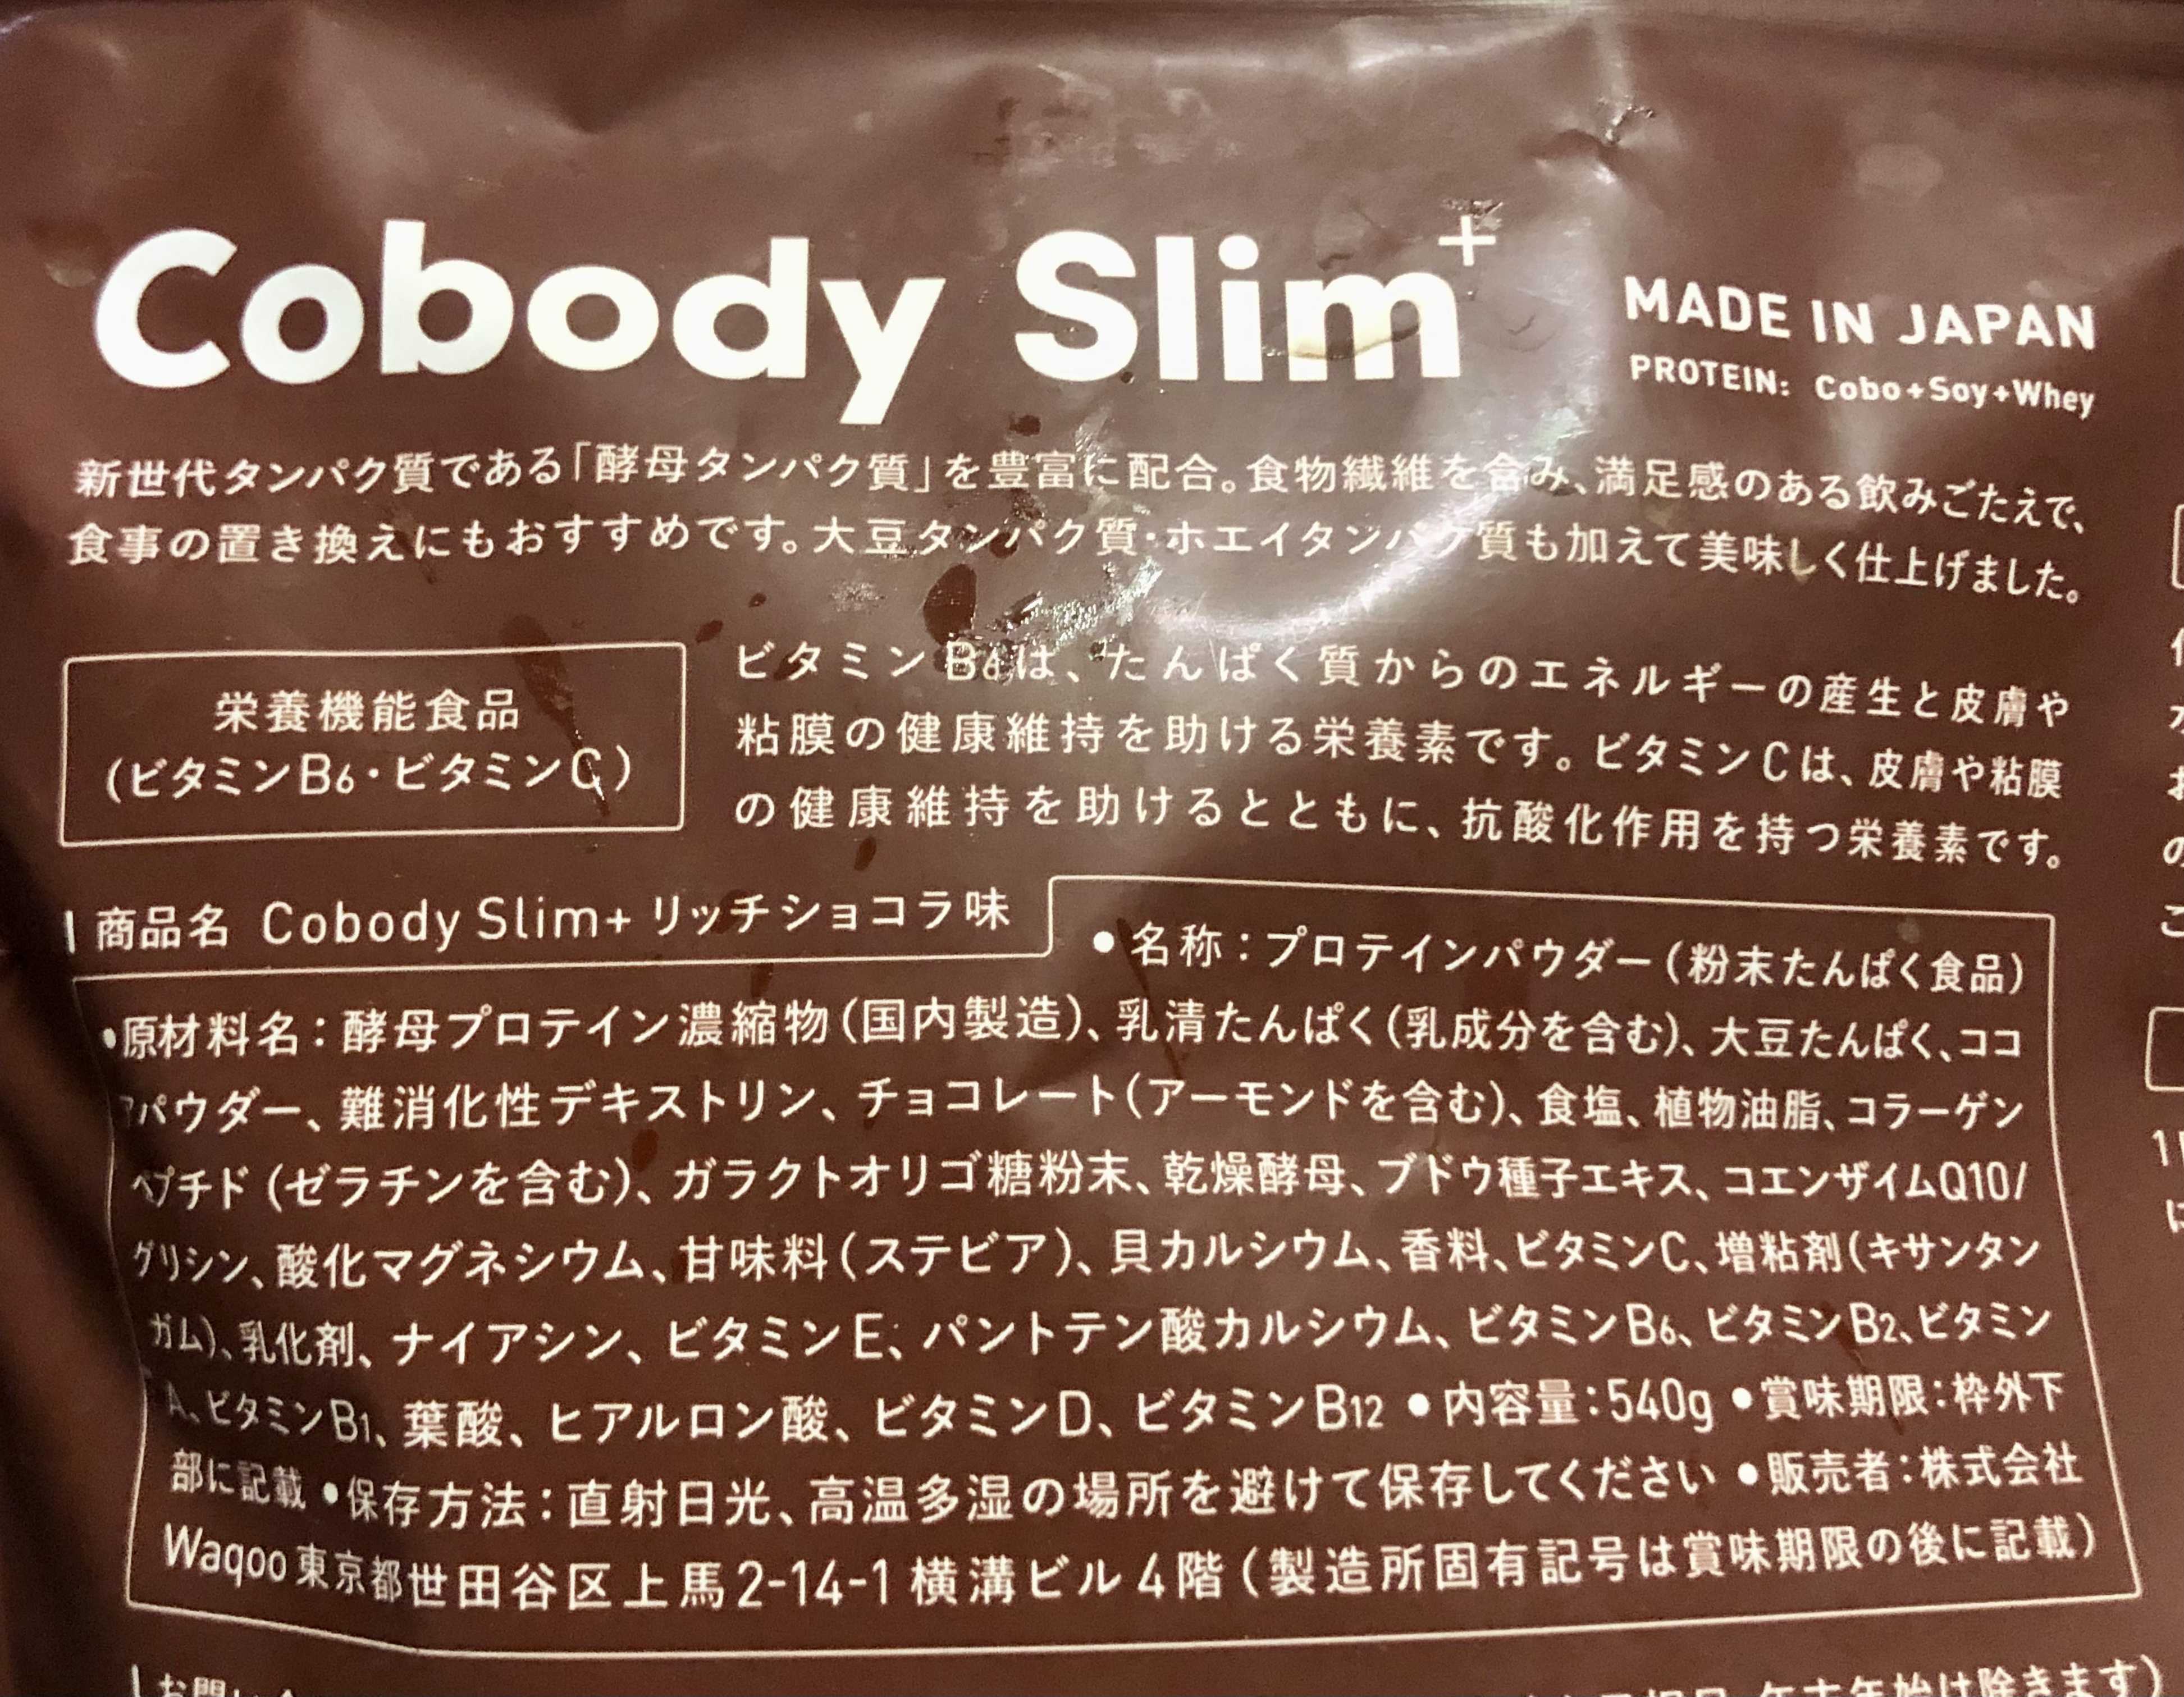 Cobody Slim+
MADE IN JAPAN
PROTEIN: Cobo+Soy+Whey
新世代タンパク質である「酵母タンパク質」を豊富に配合。食物繊維を含み、満足感のある飲みごたえで、
食事の置き換えにもおすすめです。大豆タンパク質・ホエイタンパク質も加えて美味しく仕上げました。
栄養機能食品
(ビタミンB6・ビタミンC)
ビタミンB6は、たんぱく質からのエネルギーの産生と皮膚や
粘膜の健康維持を助ける栄養素です。ビタミンCは、皮膚や粘膜
の健康維持を助けるとともに、抗酸化作用を持つ栄養素です。
商品名 Cobody Slim+ リッチショコラ味
●名称：プロテインパウダー(粉末たんぱく食品)
●原材料名：酵母プロテイン濃縮物(国内製造)、乳清たんぱく(乳成分を含む)、大豆たんぱく、ココ
アパウダー、難消化性デキストリン、チョコレート(アーモンドを含む)、食塩、植物油脂、コラーゲン
ペプチド(ゼラチンを含む)、ガラクトオリゴ糖粉末、乾燥酵母、ブドウ種子エキス、コエンザイムQ10/
グリシン、酸化マグネシウム、甘味料(ステビア)、貝カルシウム、香料、ビタミンC、増粘剤(キサンタン
ガム)、乳化剤、ナイアシン、ビタミンE、パントテン酸カルシウム、ビタミンB6、ビタミンB2、ビタミン
A、ビタミンB1、葉酸、ヒアルロン酸、ビタミンD、ビタミンB12 ●内容量：540g ●賞味期限：枠外下
部に記載 ●保存方法：直射日光、高温多湿の場所を避けて保存してください ●販売者：株式会社
Waqoo 東京都世田谷区上馬2-14-1 横溝ビル4階(製造所固有記号は賞味期限の後に記載)
年末年始は除きます)